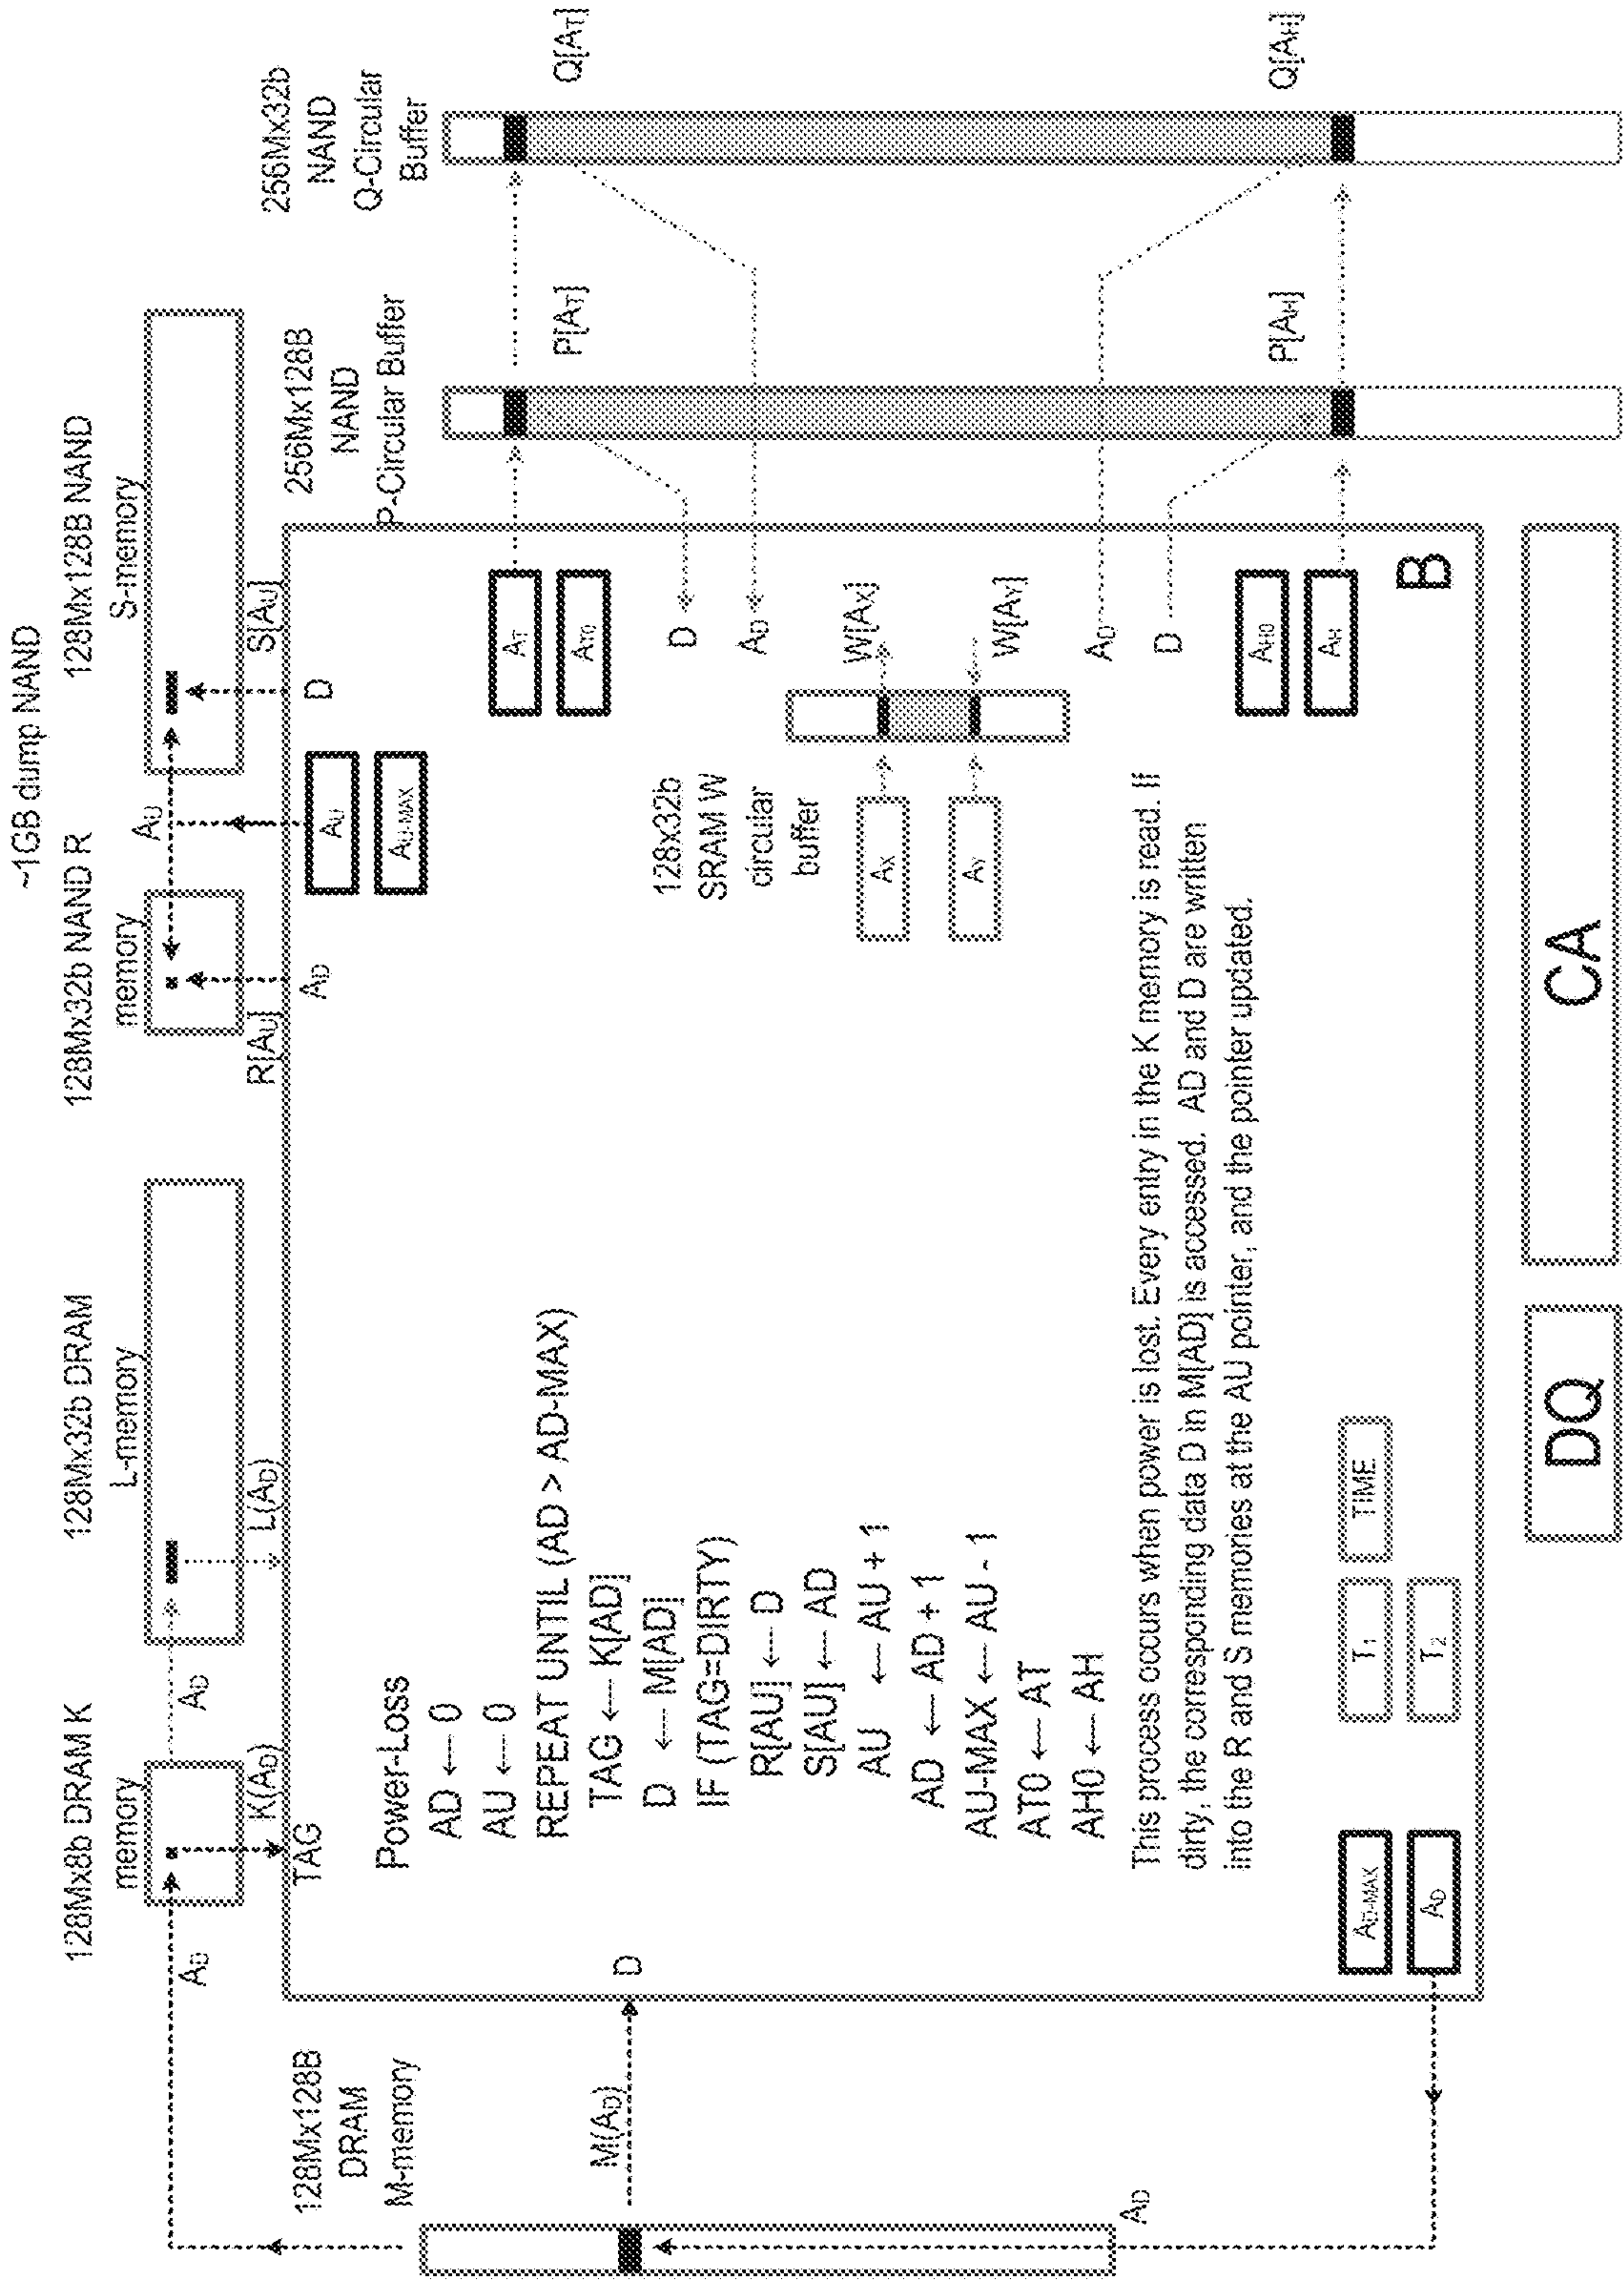 ~1GB dump NAND
128Mx8b DRAM K
memory
128Mx32b DRAM
L-memory
128Mx32b NAND R
memory
128Mx128B NAND
S-memory
AD
AD
AU
K(AD)
L(AD)
R[AU]
S[AU]
TAG
AD
D
AU
AU-MAX
128Mx128B
DRAM
M-memory
M(AD)
D
AD
Power-Loss
AD ← 0
AU ← 0
REPEAT UNTIL (AD > AD-MAX)
TAG ← K[AD]
D ← M[AD]
IF (TAG=DIRTY)
R[AU] ← D
S[AU] ← AD
AU ← AU + 1
AD ← AD + 1
AU-MAX ← AU - 1
AT0 ← AT
AH0 ← AH
This process occurs when power is lost. Every entry in the K memory is read. If
dirty, the corresponding data D in M[AD] is accessed. AD and D are written
into the R and S memories at the AU pointer, and the pointer updated.
128x32b
SRAM W
circular
buffer
AX
AY
W[AX]
W[AY]
AT
AT0
D
AD
AD
D
AH0
AH
AD-MAX
AD
T1
T2
TIME
B
DQ
CA
256Mx128B
NAND
P-Circular Buffer
P[AT]
P[AH]
256Mx32b
NAND
Q-Circular
Buffer
Q[AT]
Q[AH]